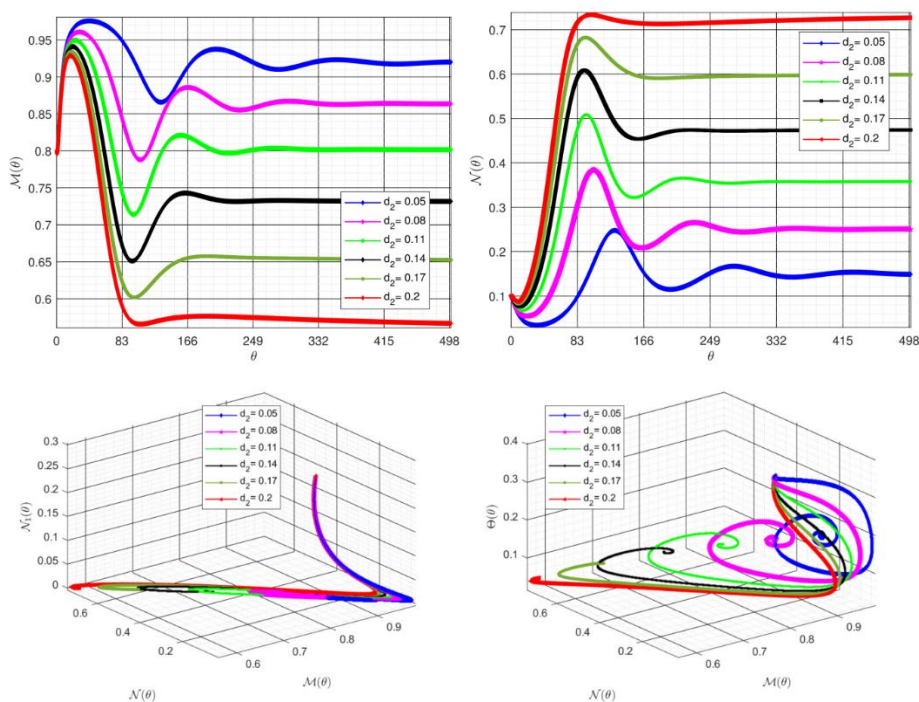 0.95
0.9
0.85
0.8
0.75
0.7
0.65
0.6
ℳ(θ)
0 83 166 249 332 415 498
θ
d₂= 0.05
d₂= 0.08
d₂= 0.11
d₂= 0.14
d₂= 0.17
d₂= 0.2
0.7
0.6
0.5
0.4
0.3
0.2
0.1
𝒩(θ)
0 83 166 249 332 415 498
θ
d₂= 0.05
d₂= 0.08
d₂= 0.11
d₂= 0.14
d₂= 0.17
d₂= 0.2
0.3
0.25
0.2
0.15
0.1
0.05
0
𝒩₁(θ)
0.6
0.4
0.2
𝒩(θ)
0.6 0.7 0.8 0.9
ℳ(θ)
d₂= 0.05
d₂= 0.08
d₂= 0.11
d₂= 0.14
d₂= 0.17
d₂= 0.2
0.4
0.3
0.2
0.1
Θ(θ)
0.6
0.4
0.2
𝒩(θ)
0.6 0.7 0.8 0.9
ℳ(θ)
d₂= 0.05
d₂= 0.08
d₂= 0.11
d₂= 0.14
d₂= 0.17
d₂= 0.2